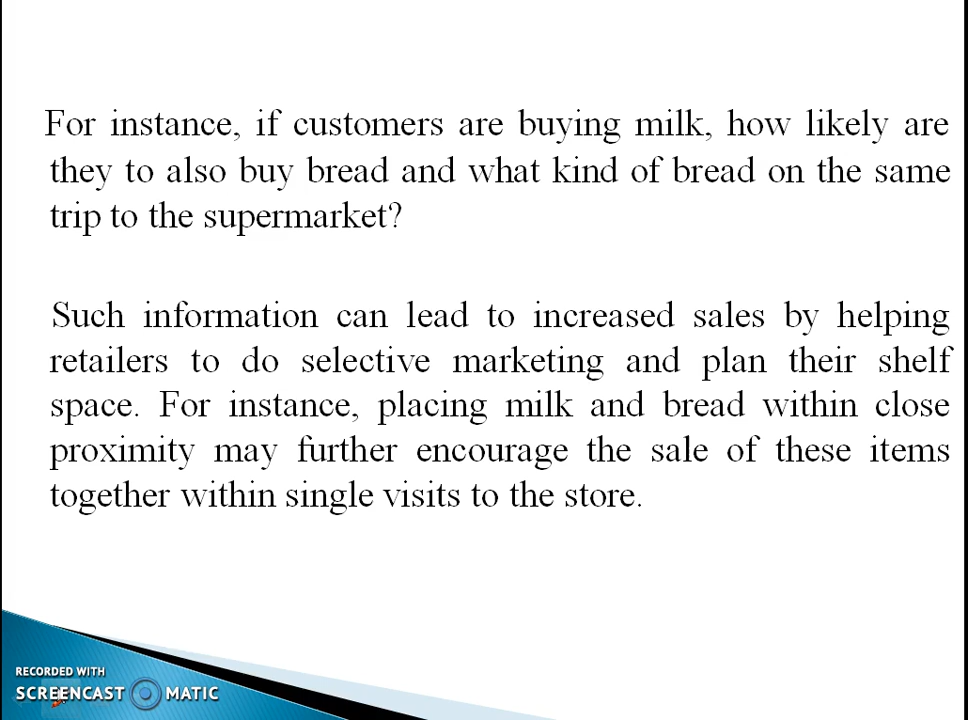 For instance, if customers are buying milk, how likely are
they to also buy bread and what kind of bread on the same
trip to the supermarket?
Such information can lead to increased sales by helping
retailers to do selective marketing and plan their shelf
space. For instance, placing milk and bread within close
proximity may further encourage the sale of these items
together within single visits to the store.
RECORDED WITH
SCREENCAST MATIC